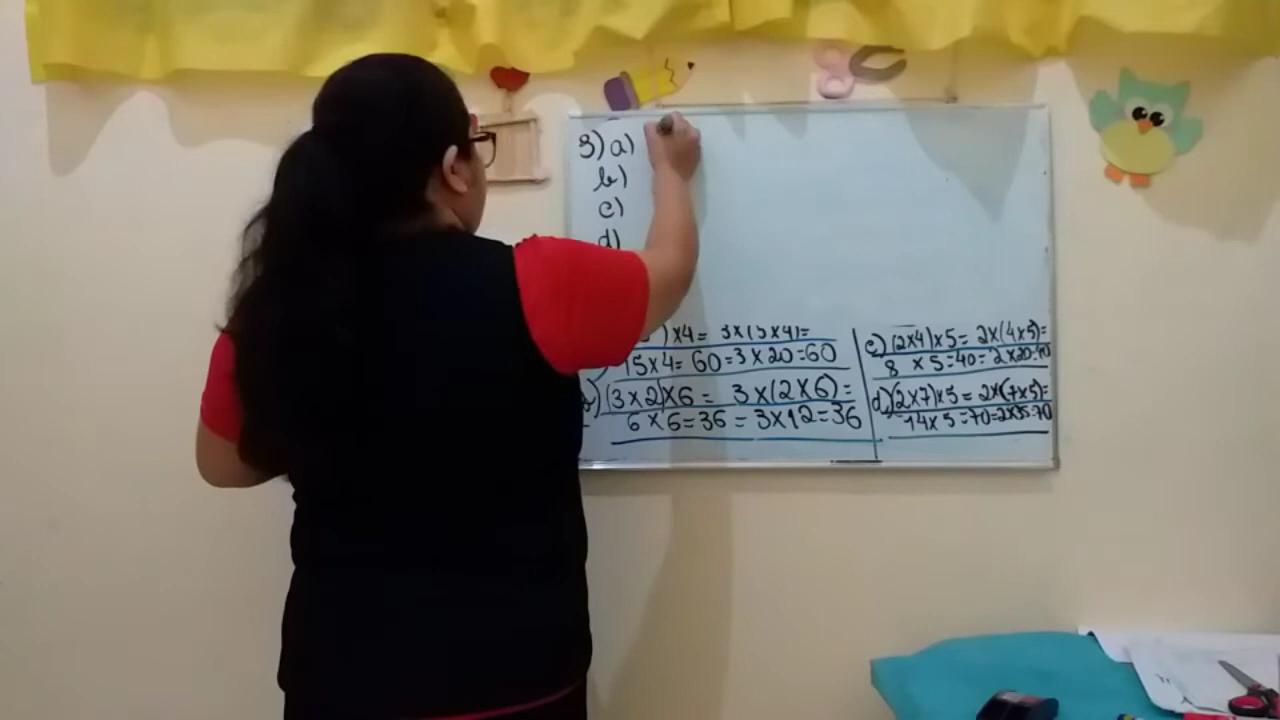 3) a)
b)
c)
d)
) x4 = 3x(5x4)=
15x4= 60=3x20=60
(3x2)x6 = 3x(2x6)=
6x6=36 = 3x12=36
c) (2x4)x5= 2x(4x5)=
8 x5=40= 2x20=40
d) (2x7)x5= 2x(7x5)=
14x5=70=2x35=70